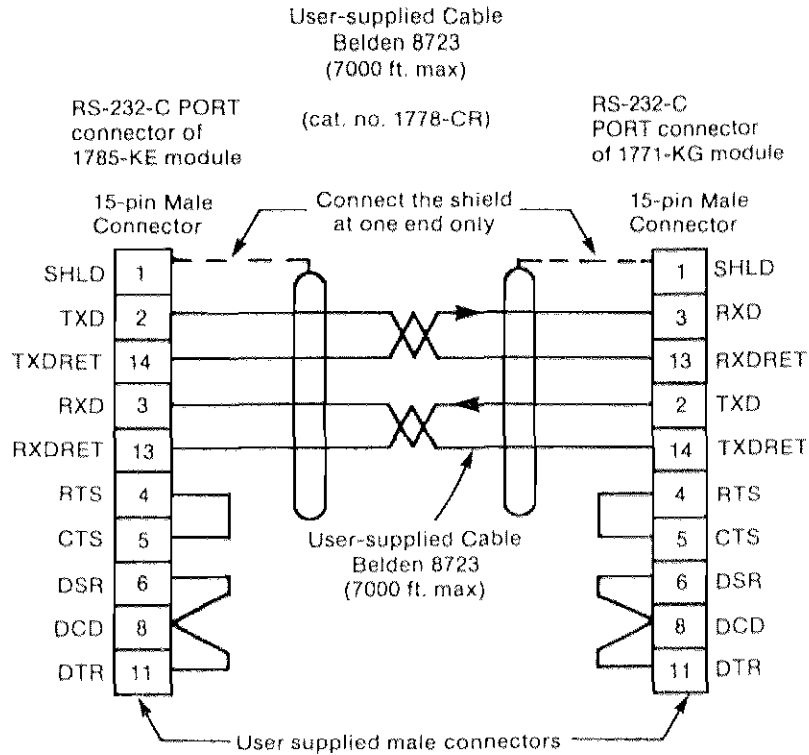 User-supplied Cable
Belden 8723
(7000 ft. max)
(cat. no. 1778-CR)
RS-232-C PORT
connector of
1785-KE module
RS-232-C
PORT connector
of 1771-KG module
15-pin Male
Connector
Connect the shield
at one end only
15-pin Male
Connector
SHLD 1
TXD 2
TXDRET 14
RXD 3
RXDRET 13
RTS 4
CTS 5
DSR 6
DCD 8
DTR 11
1 SHLD
3 RXD
13 RXDRET
2 TXD
14 TXDRET
4 RTS
5 CTS
6 DSR
8 DCD
11 DTR
User-supplied Cable
Belden 8723
(7000 ft. max)
User supplied male connectors